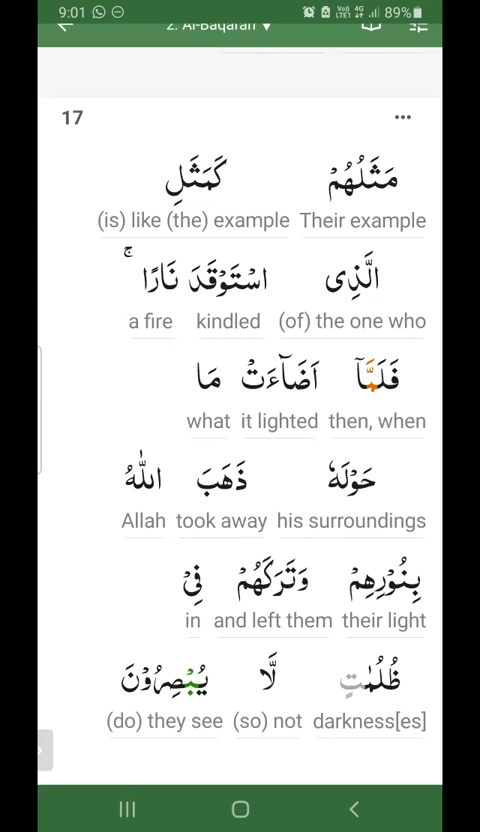 9:01 89%
2. Al-Baqarah ▼
17
مَثَلُهُمْ كَمَثَلِ
(is) like (the) example Their example
الَّذِى اسْتَوْقَدَ نَارًا ۚ
a fire kindled (of) the one who
فَلَمَّآ اَضَآءَتْ مَا
what it lighted then, when
حَوْلَهٗ ذَهَبَ اللّٰهُ
Allah took away his surroundings
بِنُوْرِهِمْ وَتَرَكَهُمْ فِىْ
in and left them their light
ظُلُمٰتٍ لَّا يُبْصِرُوْنَ
(do) they see (so) not darkness[es]